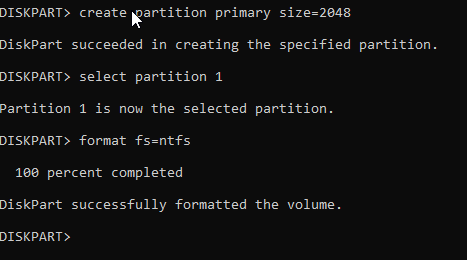 DISKPART> create partition primary size=2048
DiskPart succeeded in creating the specified partition.
DISKPART> select partition 1
Partition 1 is now the selected partition.
DISKPART> format fs=ntfs
100 percent completed
DiskPart successfully formatted the volume.
DISKPART>